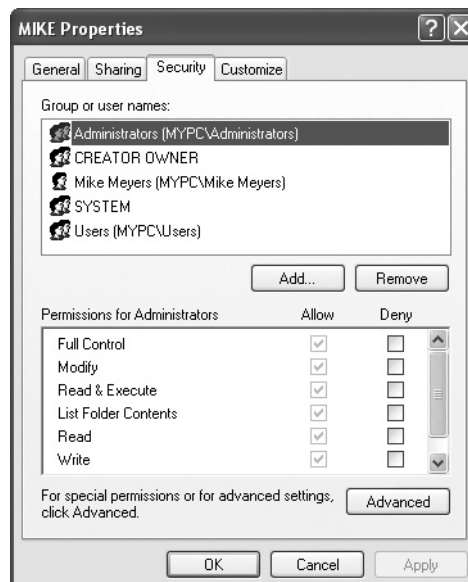 MIKE Properties
General Sharing Security Customize
Group or user names:
Administrators (MYPC\Administrators)
CREATOR OWNER
Mike Meyers (MYPC\Mike Meyers)
SYSTEM
Users (MYPC\Users)
Add... Remove
Permissions for Administrators Allow Deny
Full Control
Modify
Read & Execute
List Folder Contents
Read
Write
For special permissions or for advanced settings,
click Advanced.
Advanced
OK Cancel Apply